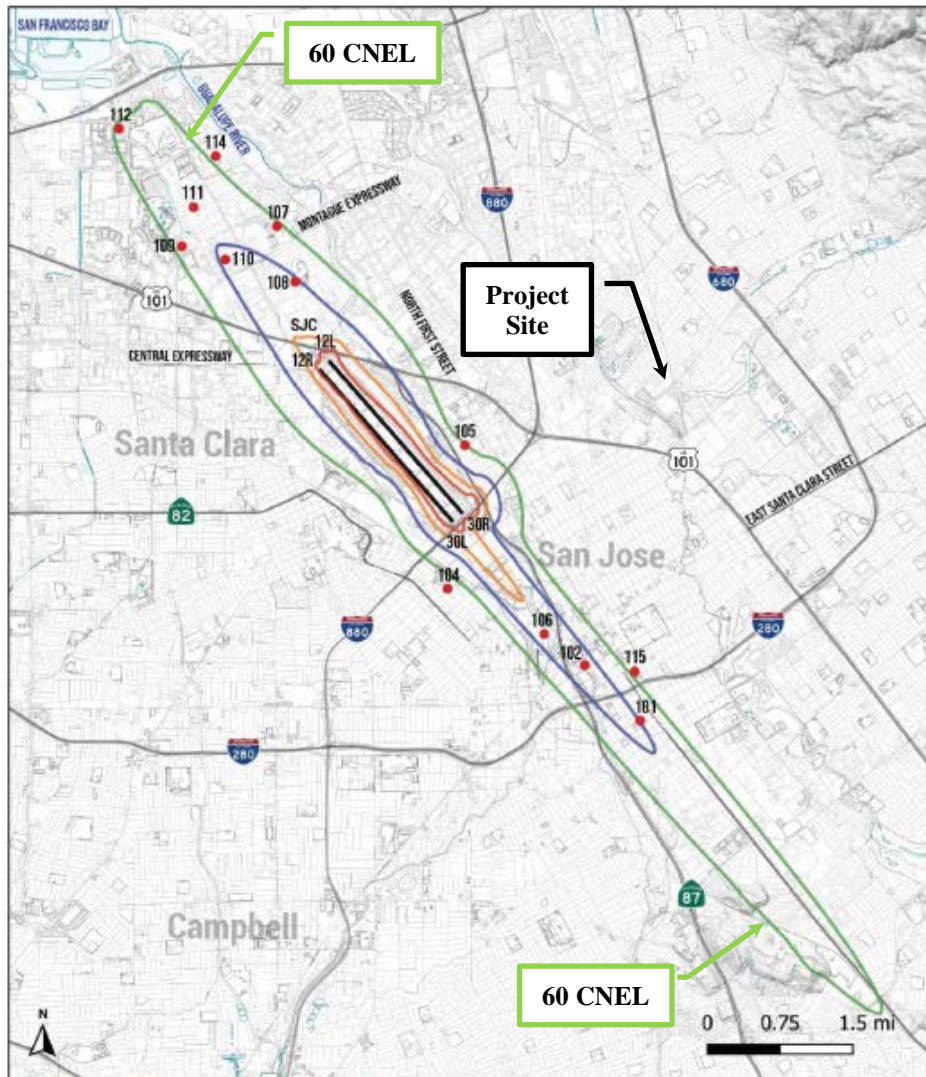 SAN FRANCISCO BAY
60 CNEL
GUADALUPE RIVER
112
114
880
111
107
MONTAGUE EXPRESSWAY
109
110
680
108
Project
Site
101
NORTH FIRST STREET
SJC
12L
CENTRAL EXPRESSWAY
12R
Santa Clara
105
101
EAST SANTA CLARA STREET
82
30R
30L
San Jose
104
880
106
280
102
115
101
280
87
Campbell
60 CNEL
N
0 0.75 1.5 mi